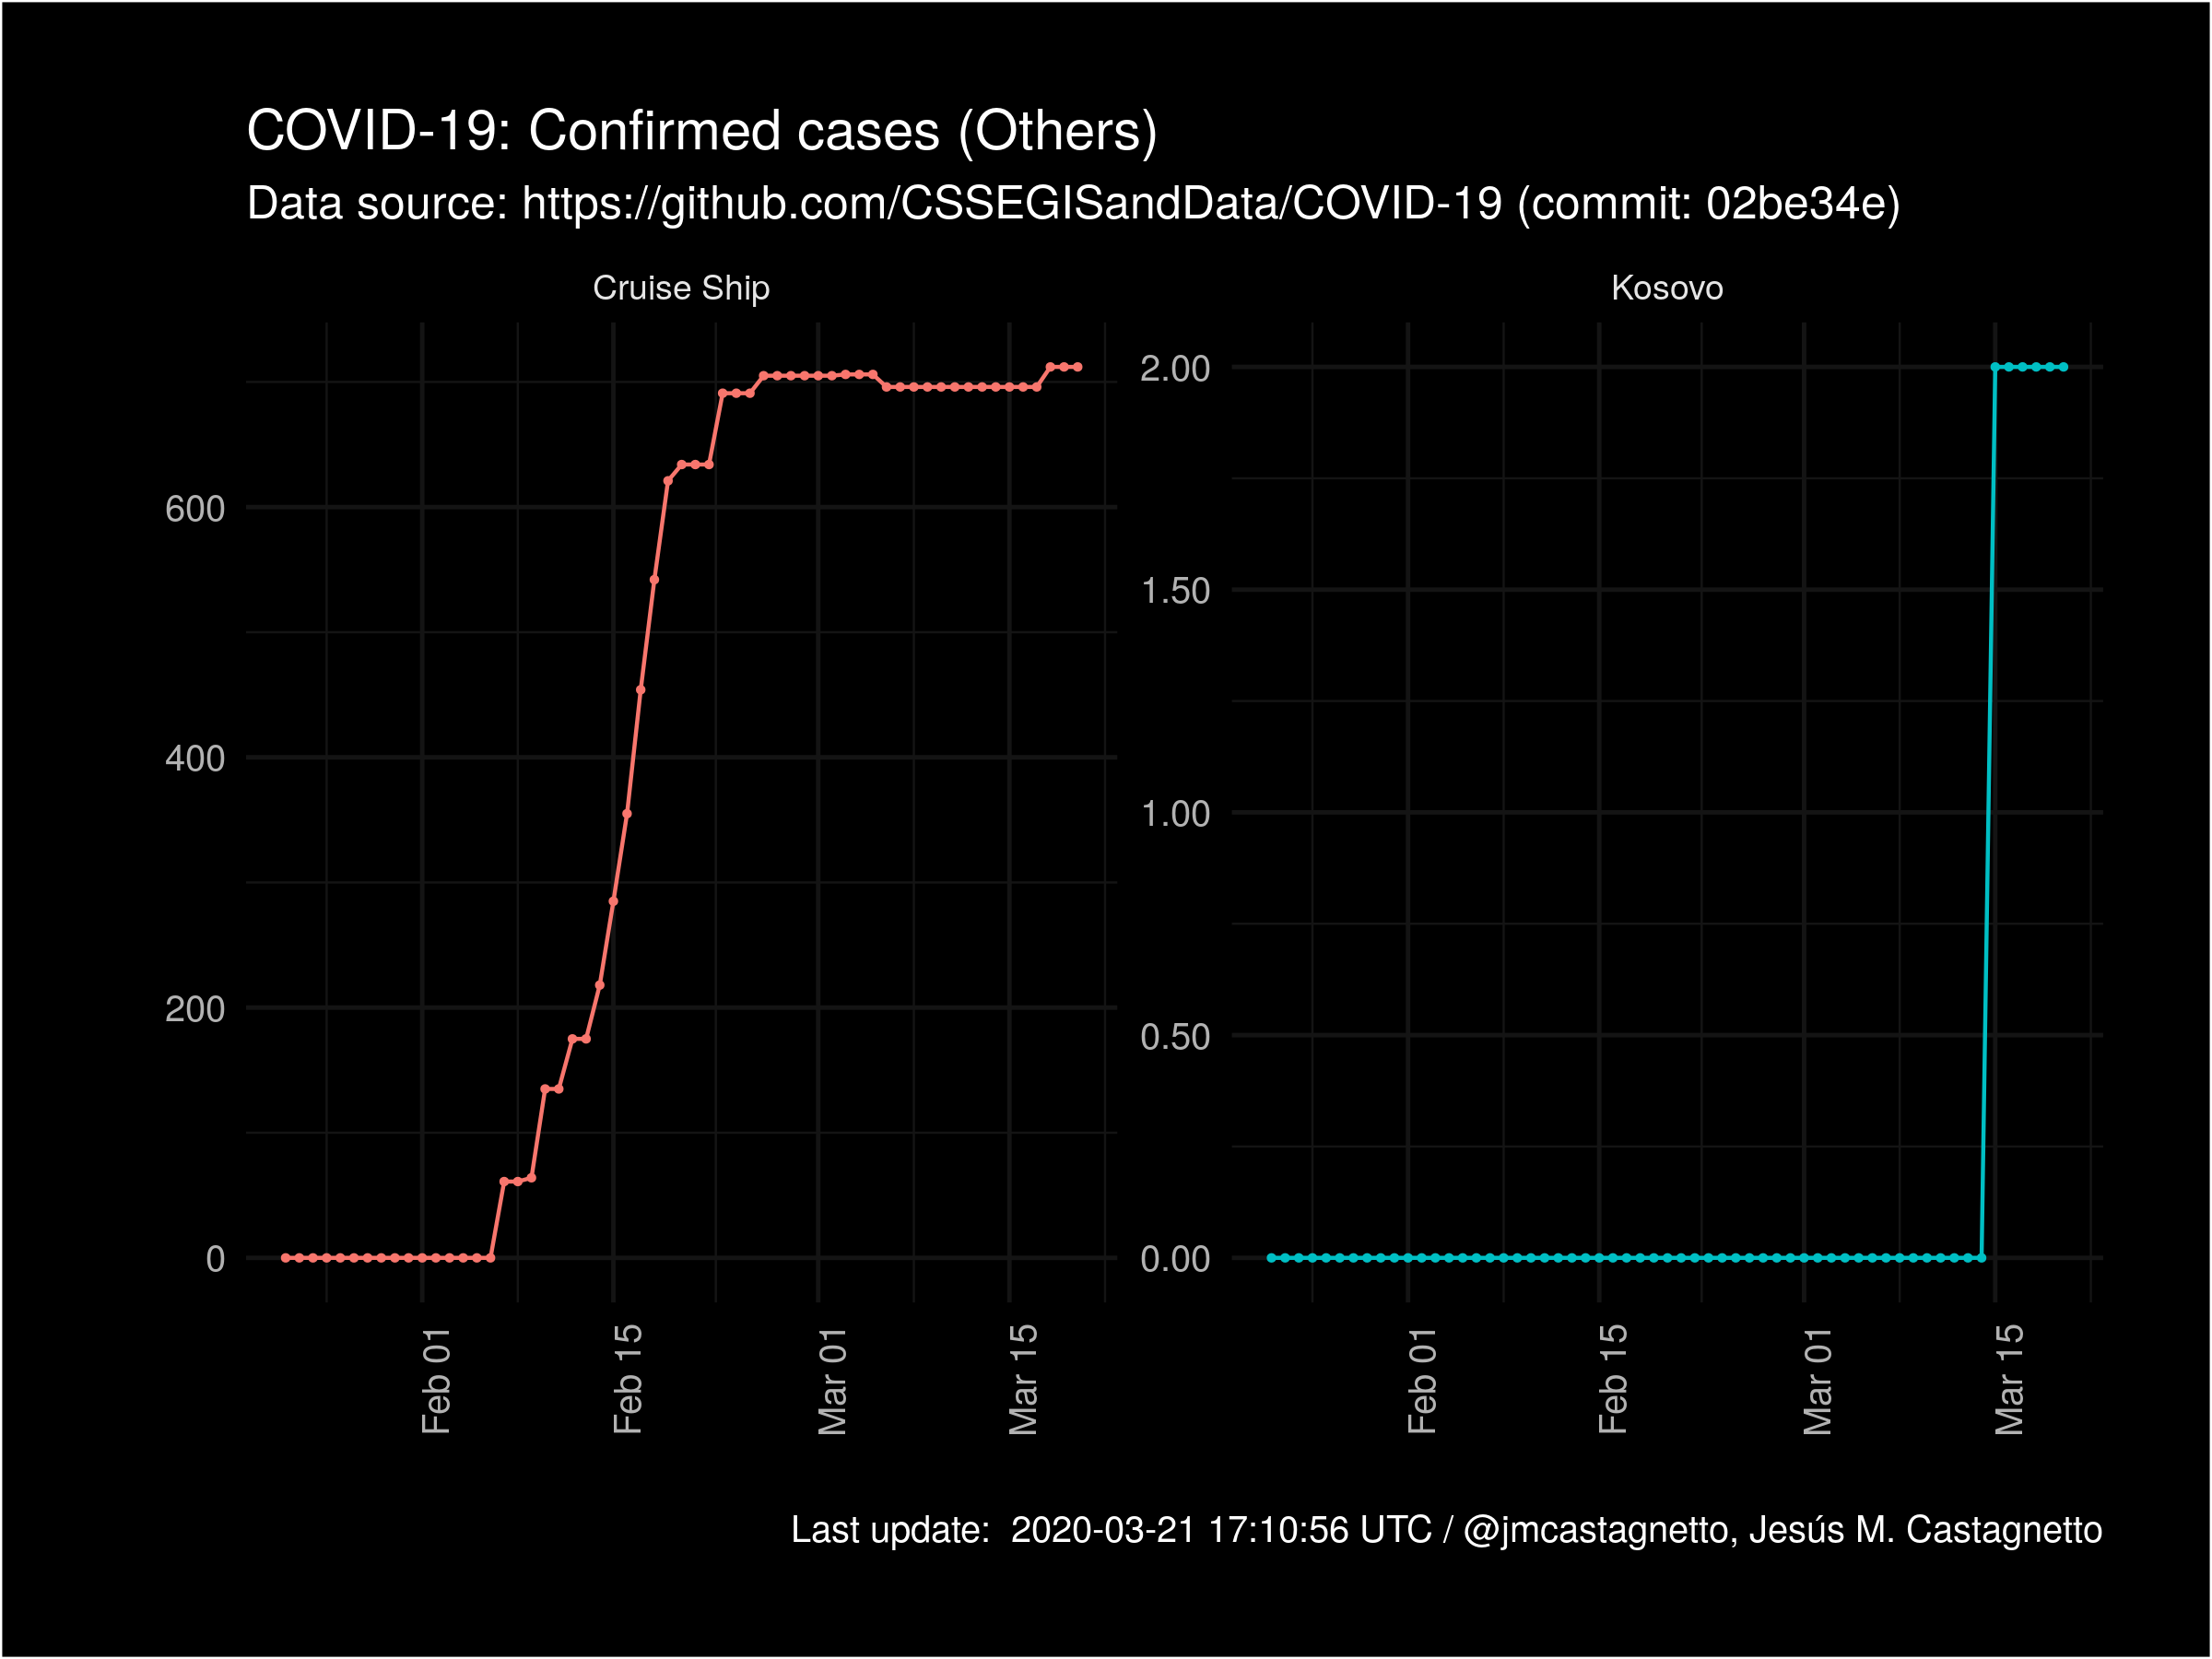 COVID-19: Confirmed cases (Others)
Data source: https://github.com/CSSEGISandData/COVID-19 (commit: 02be34e)
Cruise Ship
600
400
200
0
Feb 01
Feb 15
Mar 01
Mar 15
Kosovo
2.00
1.50
1.00
0.50
0.00
Feb 01
Feb 15
Mar 01
Mar 15
Last update:  2020-03-21 17:10:56 UTC / @jmcastagnetto, Jesús M. Castagnetto